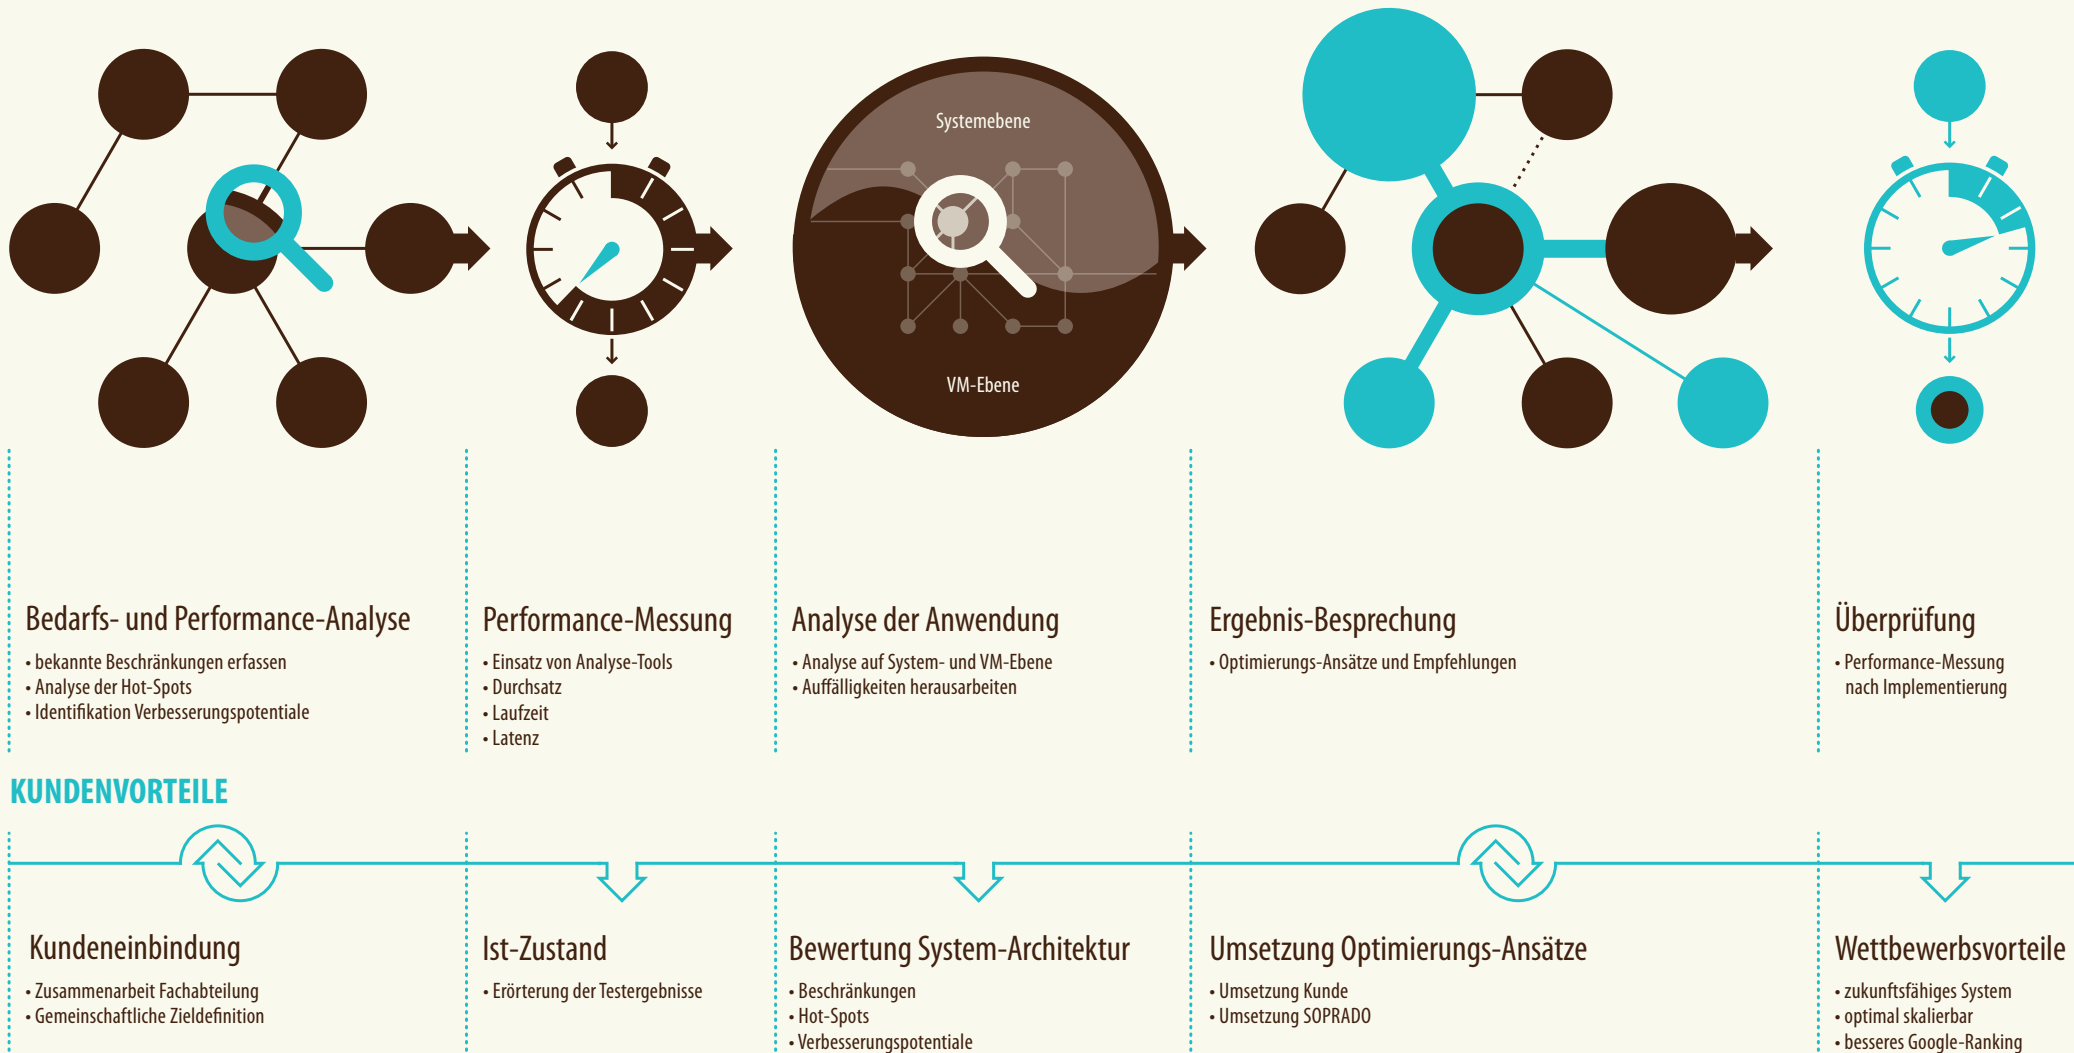 Systemebene
VM-Ebene
Bedarfs- und Performance-Analyse
• bekannte Beschränkungen erfassen
• Analyse der Hot-Spots
• Identifikation Verbesserungspotentiale
Performance-Messung
• Einsatz von Analyse-Tools
• Durchsatz
• Laufzeit
• Latenz
Analyse der Anwendung
• Analyse auf System- und VM-Ebene
• Auffälligkeiten herausarbeiten
Ergebnis-Besprechung
• Optimierungs-Ansätze und Empfehlungen
Überprüfung
• Performance-Messung
nach Implementierung
KUNDENVORTEILE
Kundeneinbindung
• Zusammenarbeit Fachabteilung
• Gemeinschaftliche Zieldefinition
Ist-Zustand
• Erörterung der Testergebnisse
Bewertung System-Architektur
• Beschränkungen
• Hot-Spots
• Verbesserungspotentiale
Umsetzung Optimierungs-Ansätze
• Umsetzung Kunde
• Umsetzung SOPRADO
Wettbewerbsvorteile
• zukunftsfähiges System
• optimal skalierbar
• besseres Google-Ranking